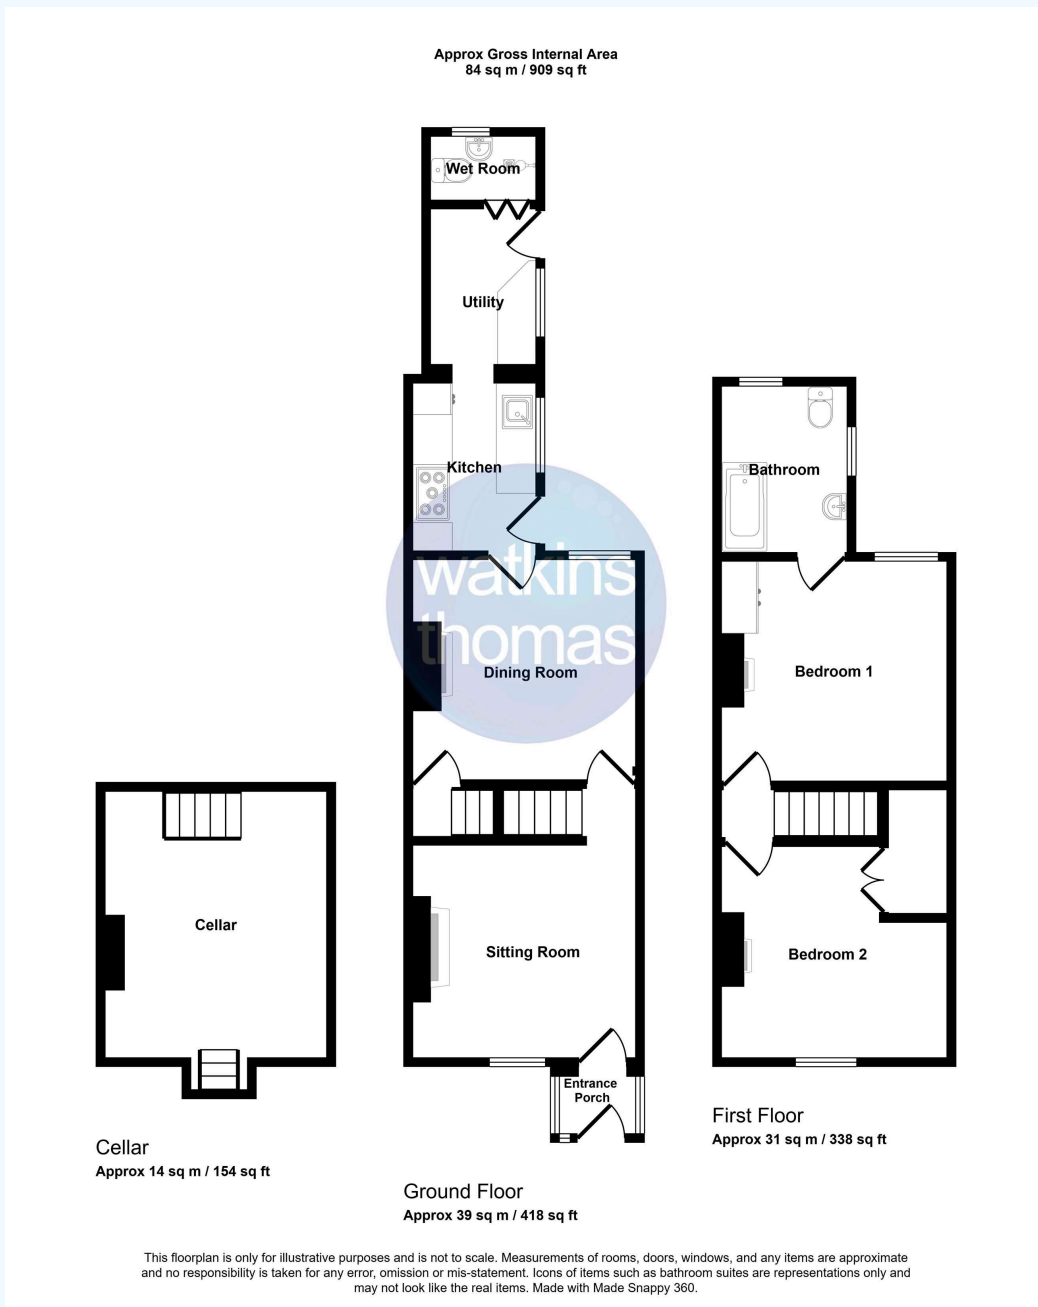 Approx Gross Internal Area
84 sq m / 909 sq ft
Wet Room
Utility
Kitchen
Bathroom
watkins
thomas
Dining Room
Bedroom 1
Cellar
Sitting Room
Bedroom 2
Entrance
Porch
Cellar
Approx 14 sq m / 154 sq ft
Ground Floor
Approx 39 sq m / 418 sq ft
First Floor
Approx 31 sq m / 338 sq ft
This floorplan is only for illustrative purposes and is not to scale. Measurements of rooms, doors, windows, and any items are approximate
and no responsibility is taken for any error, omission or mis-statement. Icons of items such as bathroom suites are representations only and
may not look like the real items. Made with Made Snappy 360.